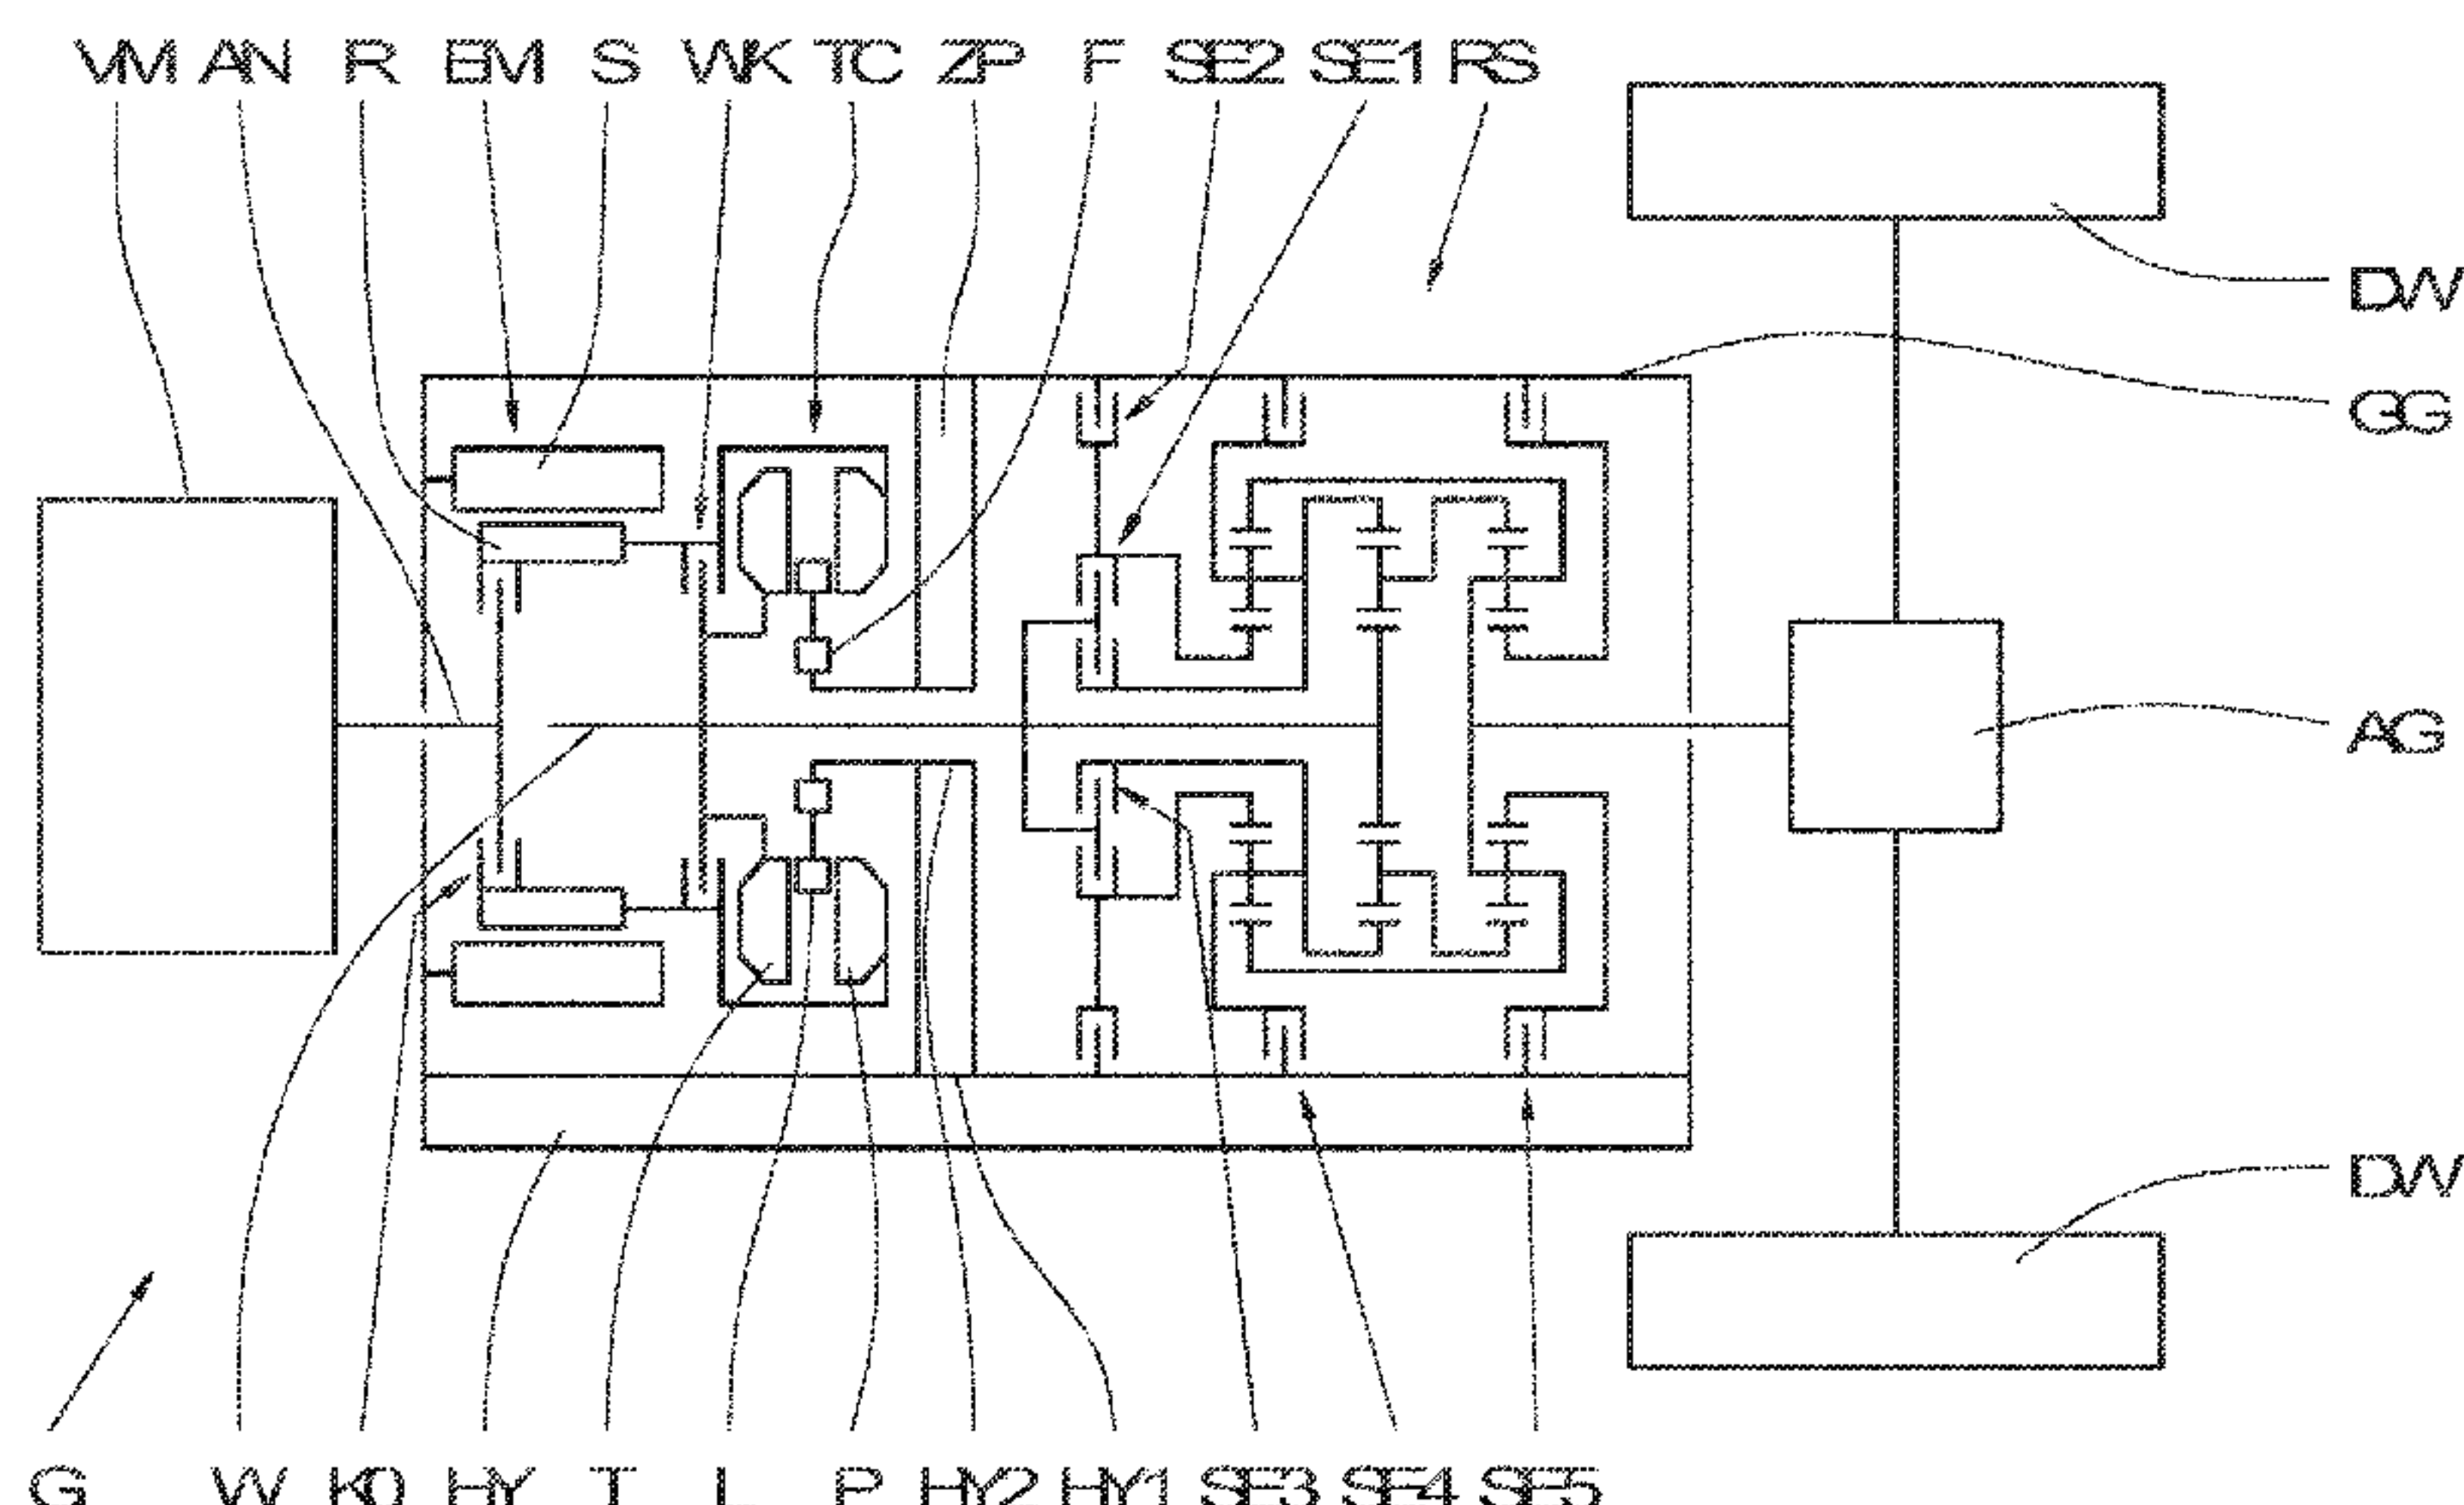 VM AN R EM S WK TC ZP F SE2 SE1 RS
DW
GG
AG
DW
G W K0 HY T L P HY2 HY1 SE3 SE4 SE5